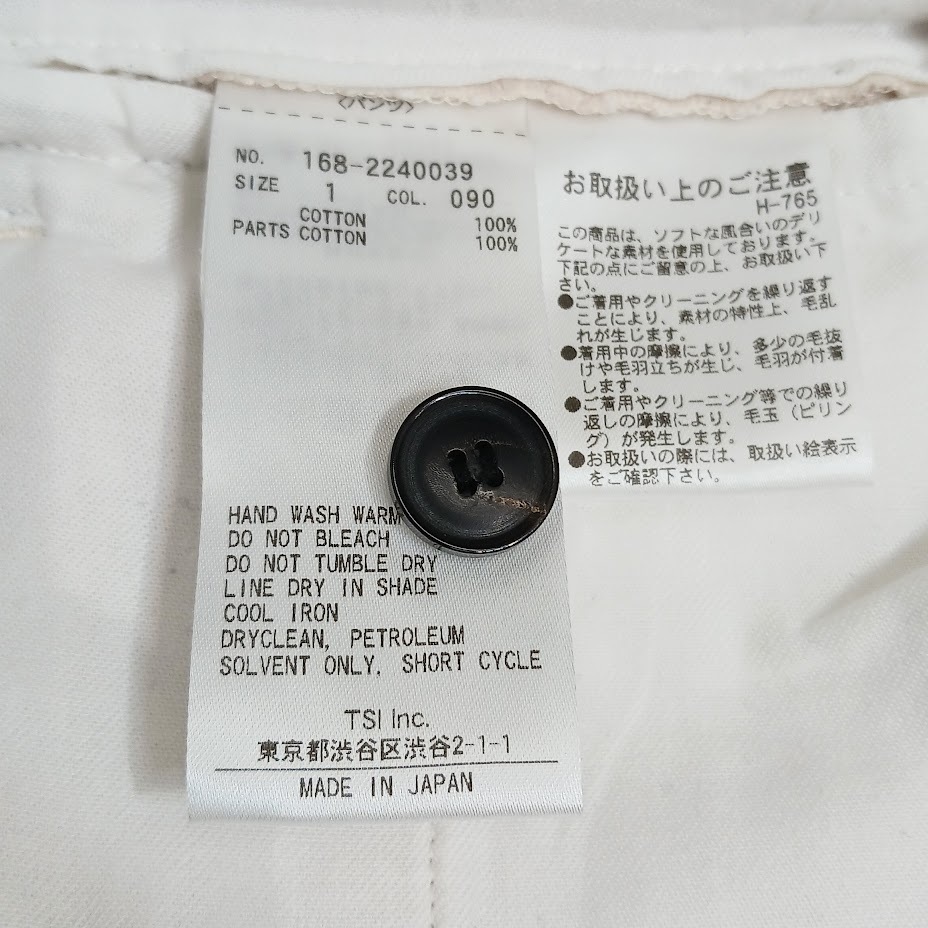 〈パンツ〉
NO. 168-2240039
SIZE 1 COL. 090
COTTON 100%
PARTS COTTON 100%
HAND WASH WARM
DO NOT BLEACH
DO NOT TUMBLE DRY
LINE DRY IN SHADE
COOL IRON
DRYCLEAN, PETROLEUM
SOLVENT ONLY, SHORT CYCLE
TSI Inc.
東京都渋谷区渋谷2-1-1
MADE IN JAPAN
お取扱い上のご注意
H-765
この商品は、ソフトな風合いのデリ
ケートな素材を使用しております。
下記の点にご留意の上、お取扱い下
さい。
●ご着用やクリーニングを繰り返す
ことにより、素材の特性上、毛乱
れが生じます。
●着用中の摩擦により、多少の毛抜
けや毛羽立ちが生じ、毛羽が付着
します。
●ご着用やクリーニング等での繰り
返しの摩擦により、毛玉（ピリン
グ）が発生します。
●お取扱いの際には、取扱い絵表示
をご確認下さい。